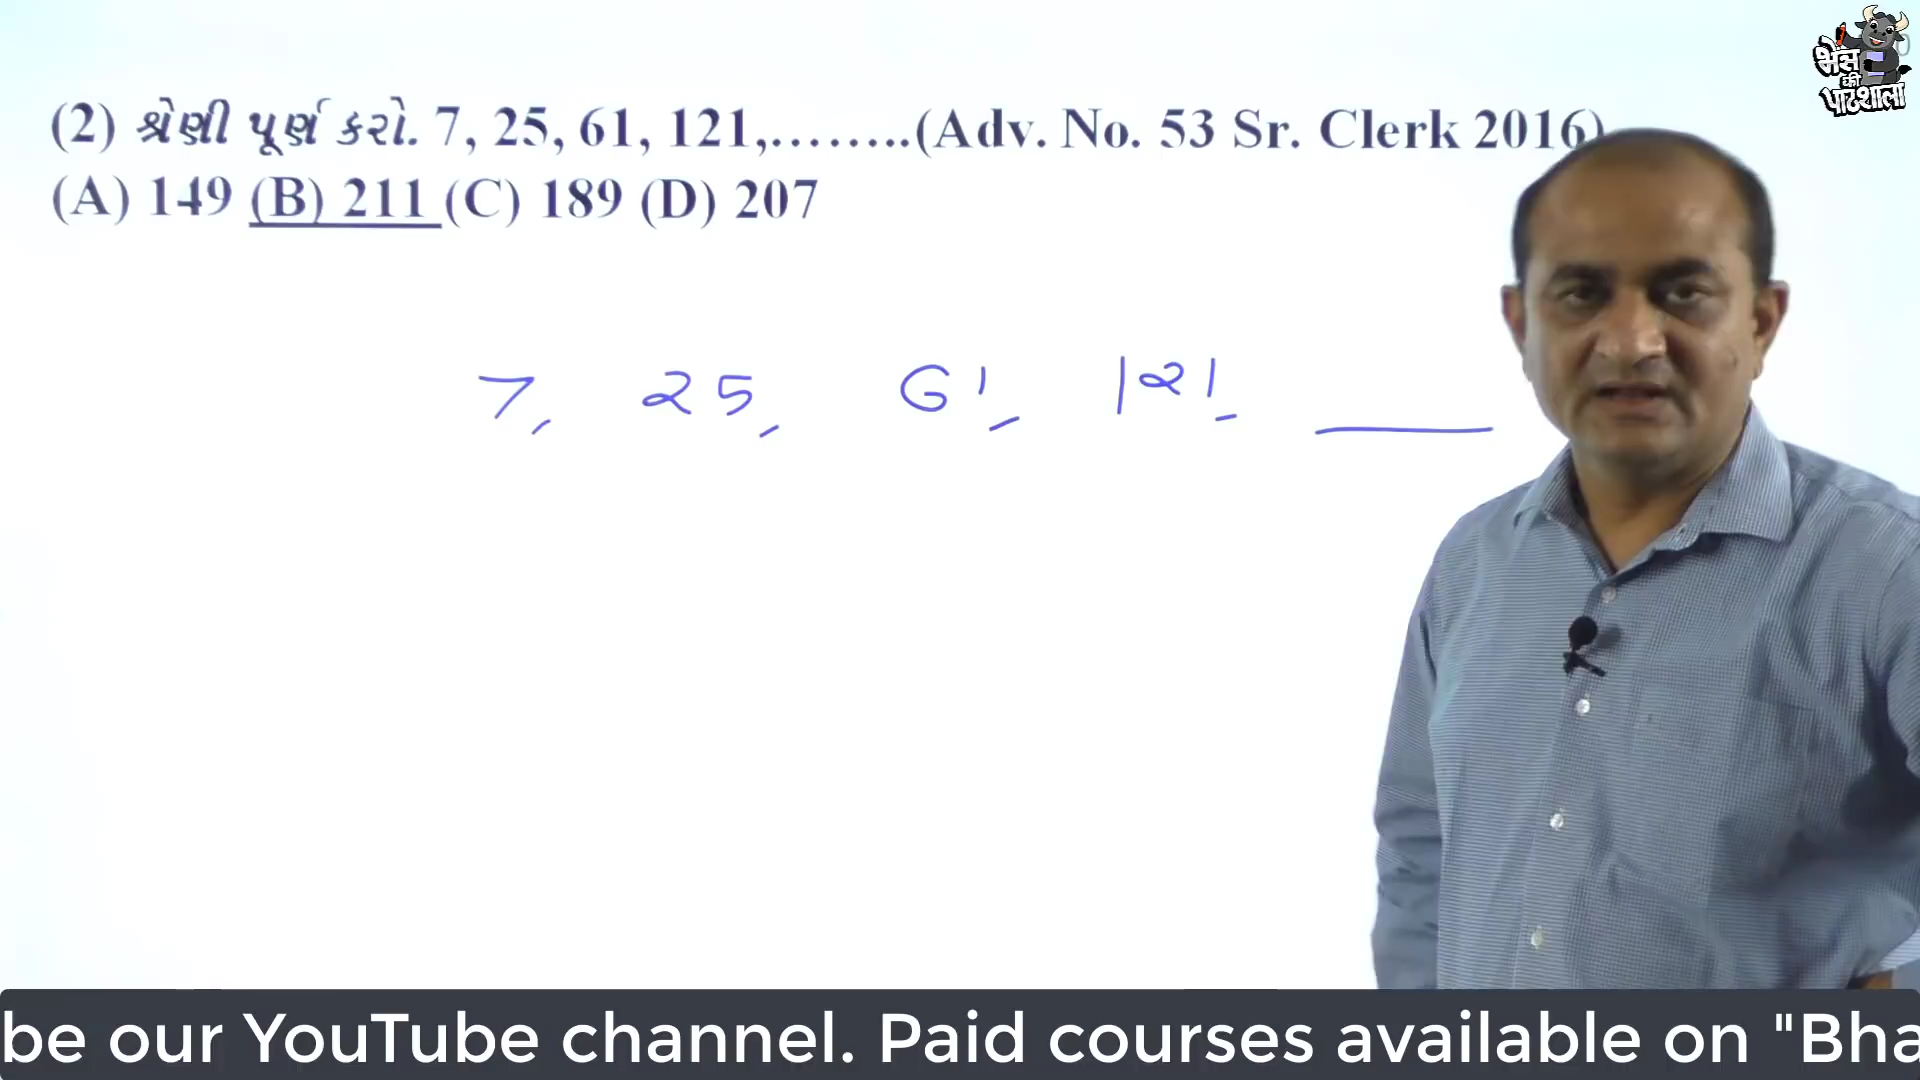 भेंस की पाठशाला
(2) શ્રેણી પૂર્ણ કરો. 7, 25, 61, 121,........(Adv. No. 53 Sr. Clerk 2016)
(A) 149 (B) 211 (C) 189 (D) 207
7, 25, 61, 121, ____
be our YouTube channel. Paid courses available on "Bha